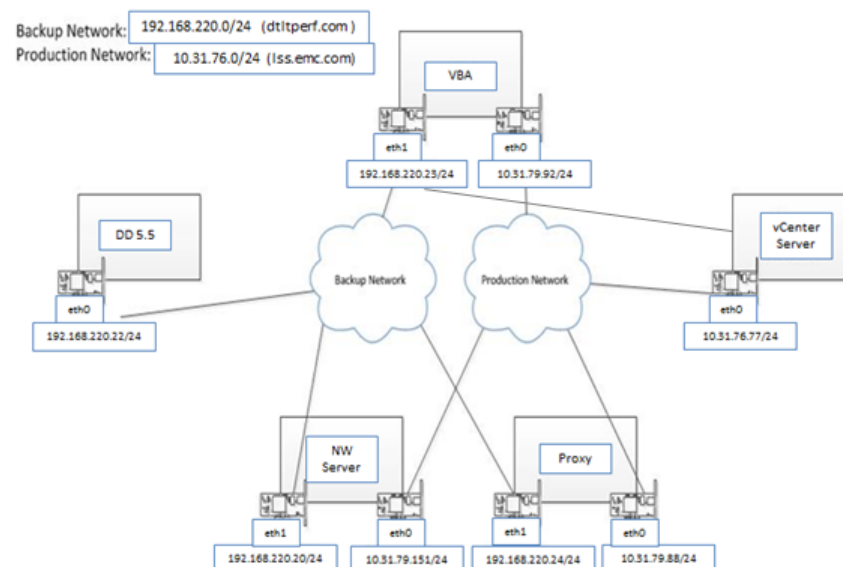 Backup Network: 192.168.220.0/24 (dtltperf.com )
Production Network: 10.31.76.0/24 (lss.emc.com)
VBA
eth1
eth0
192.168.220.23/24
10.31.79.92/24
DD 5.5
vCenter
Server
Backup Network
Production Network
eth0
192.168.220.22/24
eth0
10.31.76.77/24
NW
Server
Proxy
eth1
eth0
eth1
eth0
192.168.220.20/24
10.31.79.151/24
192.168.220.24/24
10.31.79.88/24